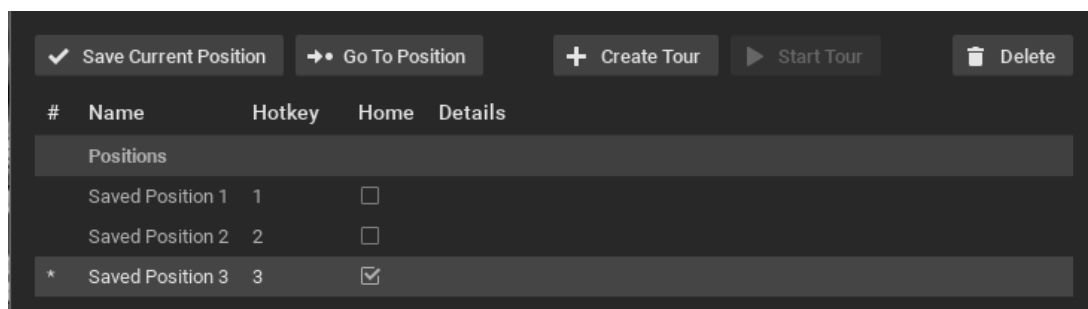 Save Current Position Go To Position Create Tour Start Tour Delete
# Name Hotkey Home Details
Positions
Saved Position 1 1
Saved Position 2 2
* Saved Position 3 3